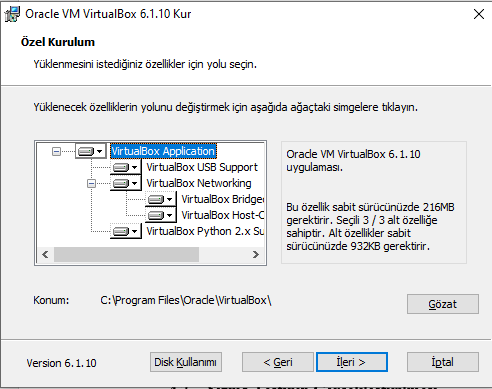 Oracle VM VirtualBox 6.1.10 Kur
Özel Kurulum
Yüklenmesini istediğiniz özellikler için yolu seçin.
Yüklenecek özelliklerin yolunu değiştirmek için aşağıda ağaçtaki simgelere tıklayın.
VirtualBox Application
VirtualBox USB Support
VirtualBox Networking
VirtualBox Bridged
VirtualBox Host-O
VirtualBox Python 2.x Su
Oracle VM VirtualBox 6.1.10
uygulaması.
Bu özellik sabit sürücünüzde 216MB
gerektirir. Seçili 3 / 3 alt özelliğe
sahiptir. Alt özellikler sabit
sürücünüzde 932KB gerektirir.
Konum: C:\Program Files\Oracle\VirtualBox\
Gözat
Version 6.1.10
Disk Kullanımı
< Geri
İleri >
İptal